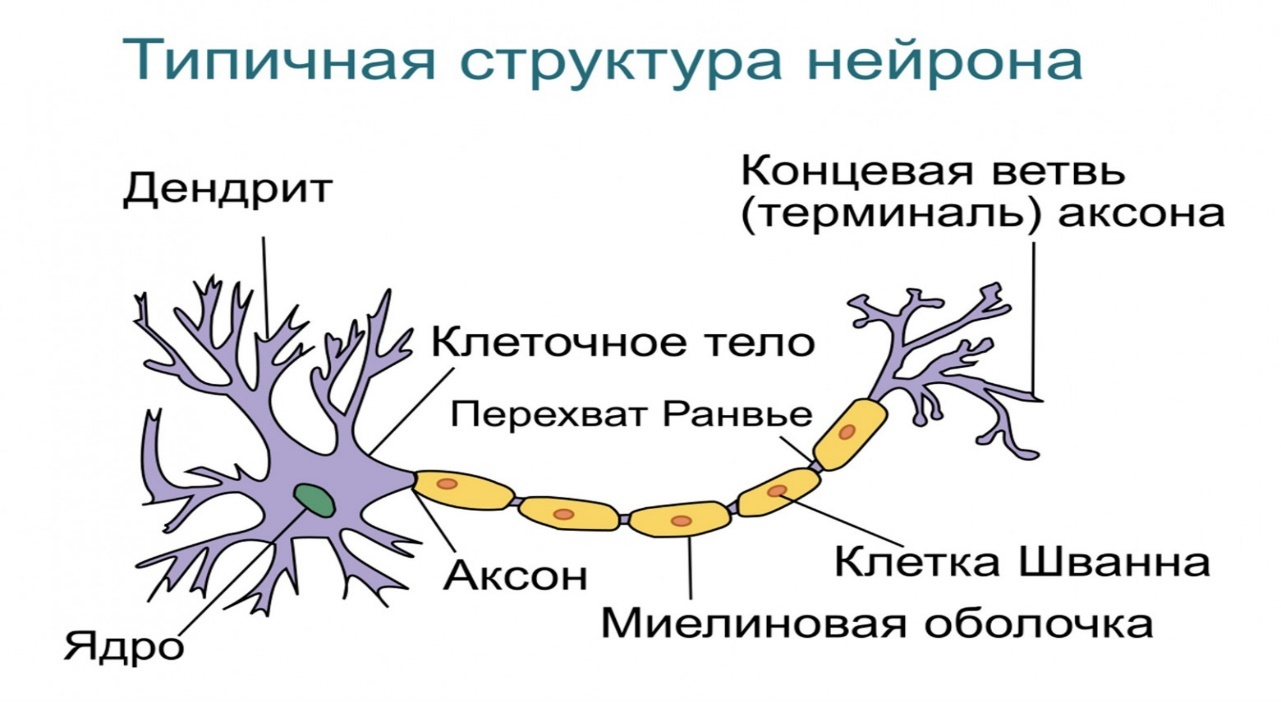 Типичная структура нейрона
Дендрит
Концевая ветвь
(терминаль) аксона
Клеточное тело
Перехват Ранвье
Аксон
Клетка Шванна
Миелиновая оболочка
Ядро